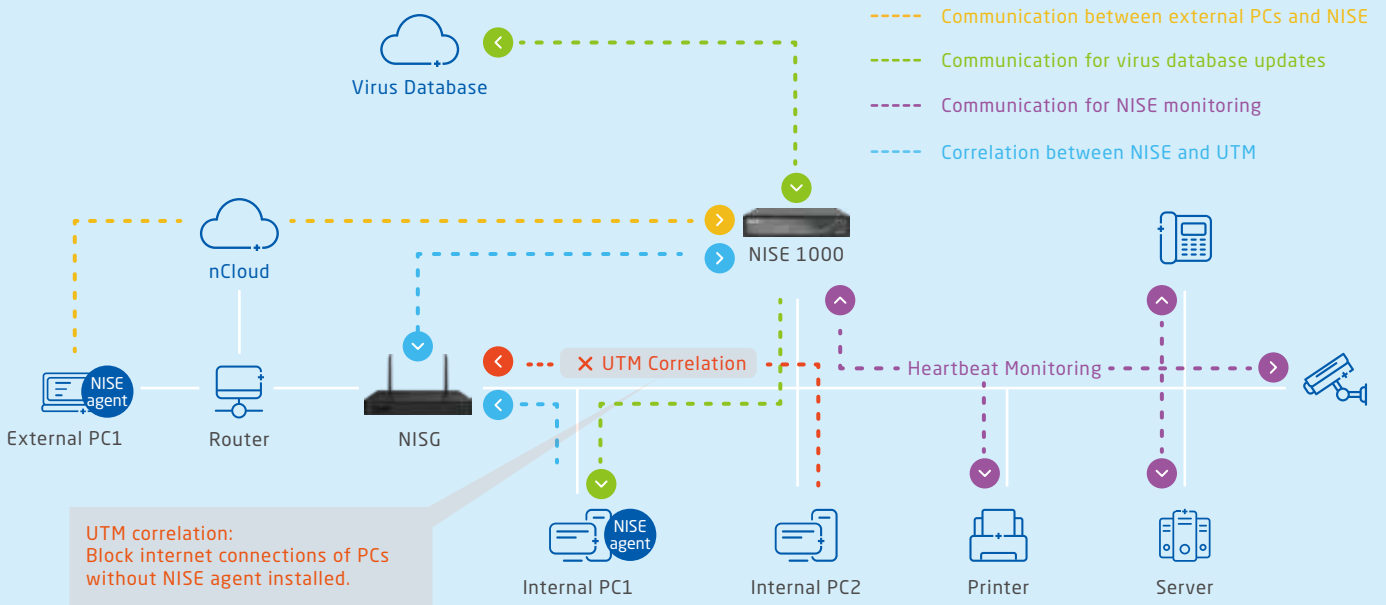 Communication between external PCs and NISE
Communication for virus database updates
Virus Database
Communication for NISE monitoring
Correlation between NISE and UTM
NISE 1000
nCloud
UTM Correlation
Heartbeat Monitoring
NISE
agent
External PC1
Router
NISG
UTM correlation:
Block internet connections of PCs
without NISE agent installed.
NISE
agent
Internal PC1
Internal PC2
Printer
Server